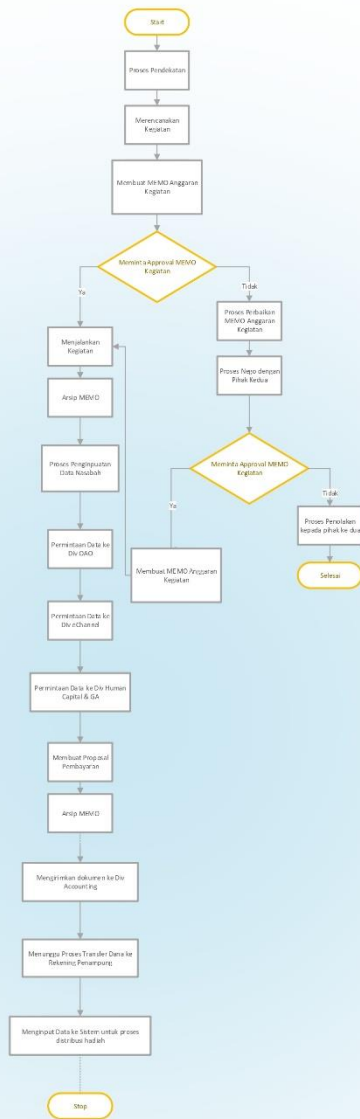 Start
Proses Pendekatan
Merencanakan
Kegiatan
Membuat MEMO Anggaran
Kegiatan
Meminta Approval MEMO
Kegiatan
Ya
Tidak
Menjalankan
Kegiatan
Arsip MEMO
Proses Penginputan
Data Nasabah
Permintaan Data ke
Div DAO
Permintaan Data ke
Div eChannel
Permintaan Data ke Div Human
Capital & GA
Membuat Proposal
Pembayaran
Arsip MEMO
Mengirimkan dokumen ke Div
Accounting
Menunggu Proses Transfer Dana ke
Rekening Penampung
Menginput Data ke Sistem untuk proses
distribusi hadiah
Stop
Proses Perbaikan
MEMO Anggaran
Kegiatan
Proses Nego dengan
Pihak Kedua
Meminta Approval MEMO
Kegiatan
Ya
Tidak
Membuat MEMO Anggaran
Kegiatan
Proses Penolakan
kepada pihak ke dua
Selesai